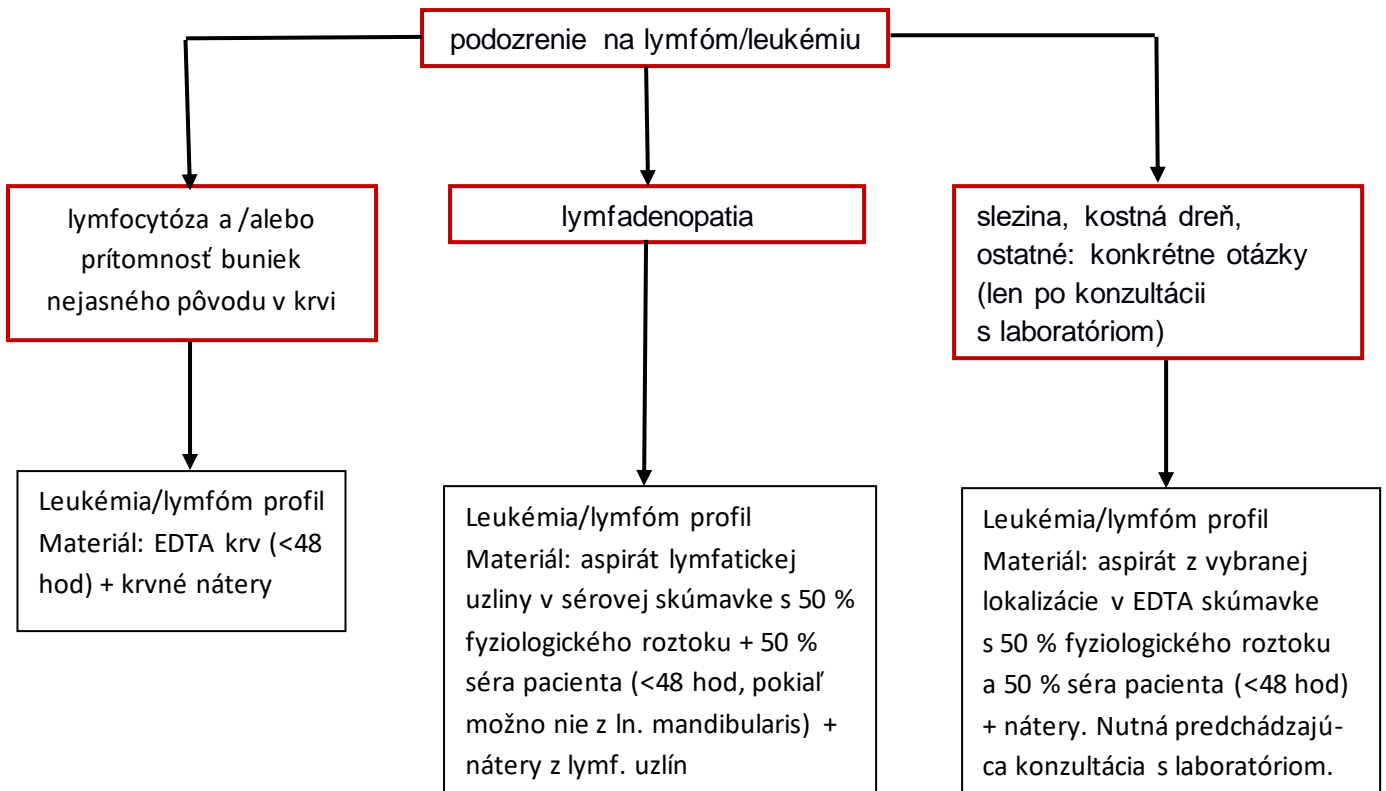 podozrenie na lymfóm/leukémiu
lymfocytóza a /alebo
prítomnosť buniek
nejasného pôvodu v krvi
lymfadenopatia
slezina, kostná dreň,
ostatné: konkrétne otázky
(len po konzultácii
s laboratóriom)
Leukémia/lymfóm profil
Materiál: EDTA krv (<48
hod) + krvné nátery
Leukémia/lymfóm profil
Materiál: aspirát lymfatickej
uzliny v sérovej skúmavke s 50 %
fyziologického roztoku + 50 %
séra pacienta (<48 hod, pokiaľ
možno nie z ln. mandibularis) +
nátery z lymf. uzlín
Leukémia/lymfóm profil
Materiál: aspirát z vybranej
lokalizácie v EDTA skúmavke
s 50 % fyziologického roztoku
a 50 % séra pacienta (<48 hod)
+ nátery. Nutná predchádzajú-
ca konzultácia s laboratóriom.